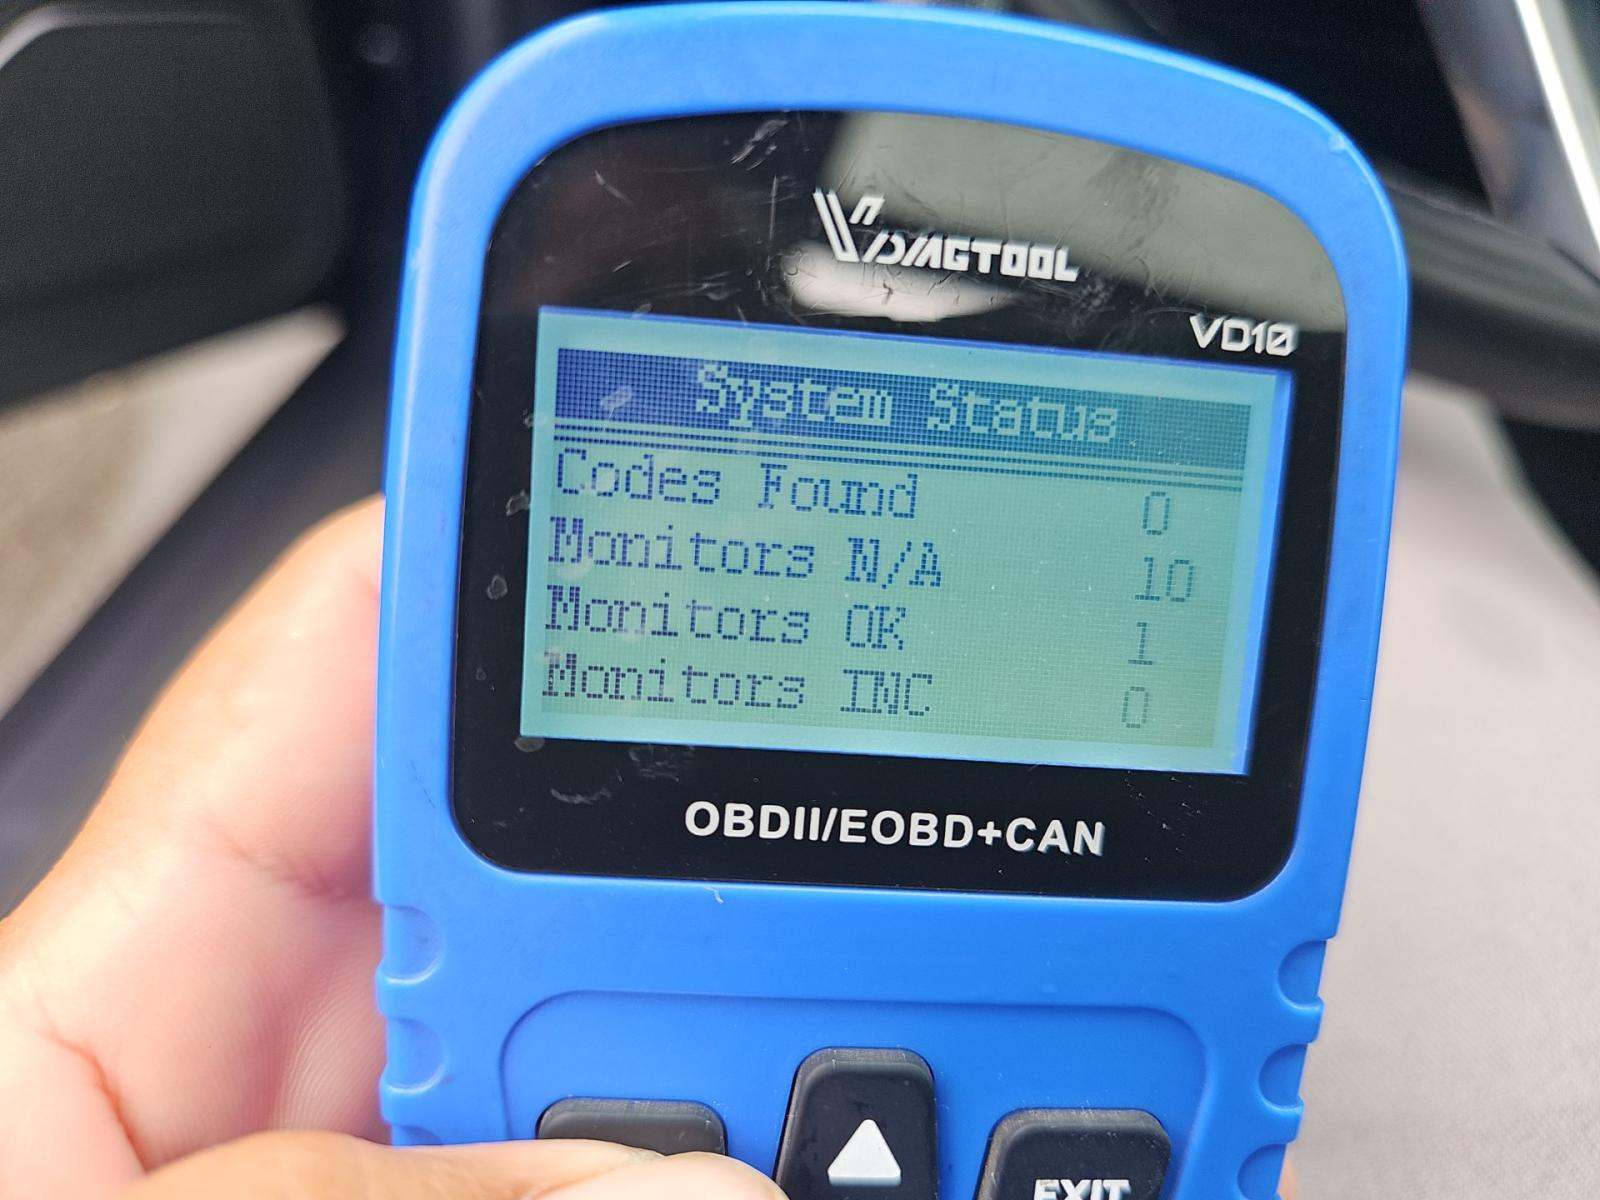 VDIAGTOOL
VD10
System Status
Codes Found 0
Monitors N/A 10
Monitors OK 1
Monitors INC 0
OBDII/EOBD+CAN
EXIT